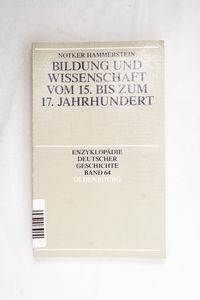 NOTKER HAMMERSTEIN
BILDUNG UND
WISSENSCHAFT
VOM 15. BIS ZUM
17. JAHRHUNDERT
ENZYKLOPÄDIE
DEUTSCHER
GESCHICHTE
BAND 64
OLDENBOURG